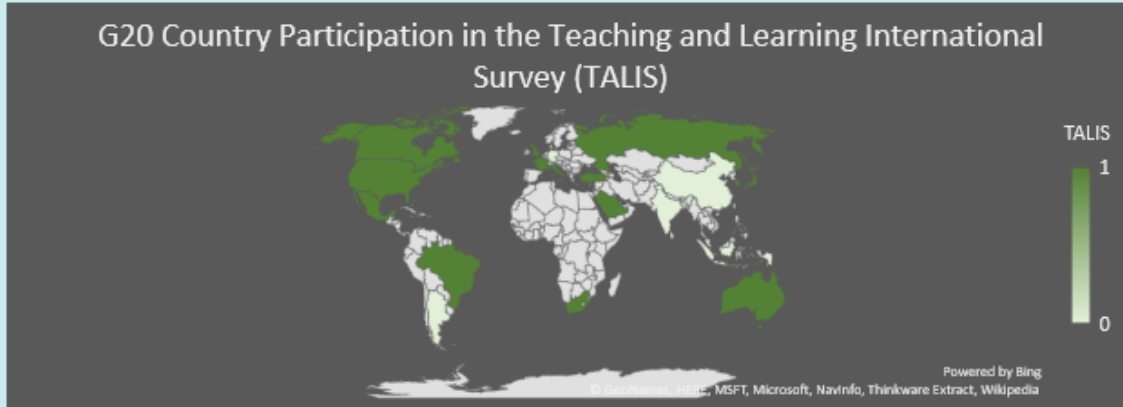 G20 Country Participation in the Teaching and Learning International
Survey (TALIS)
TALIS
1
0
Powered by Bing
© GeoNames, HERE, MSFT, Microsoft, NavInfo, Thinkware Extract, Wikipedia